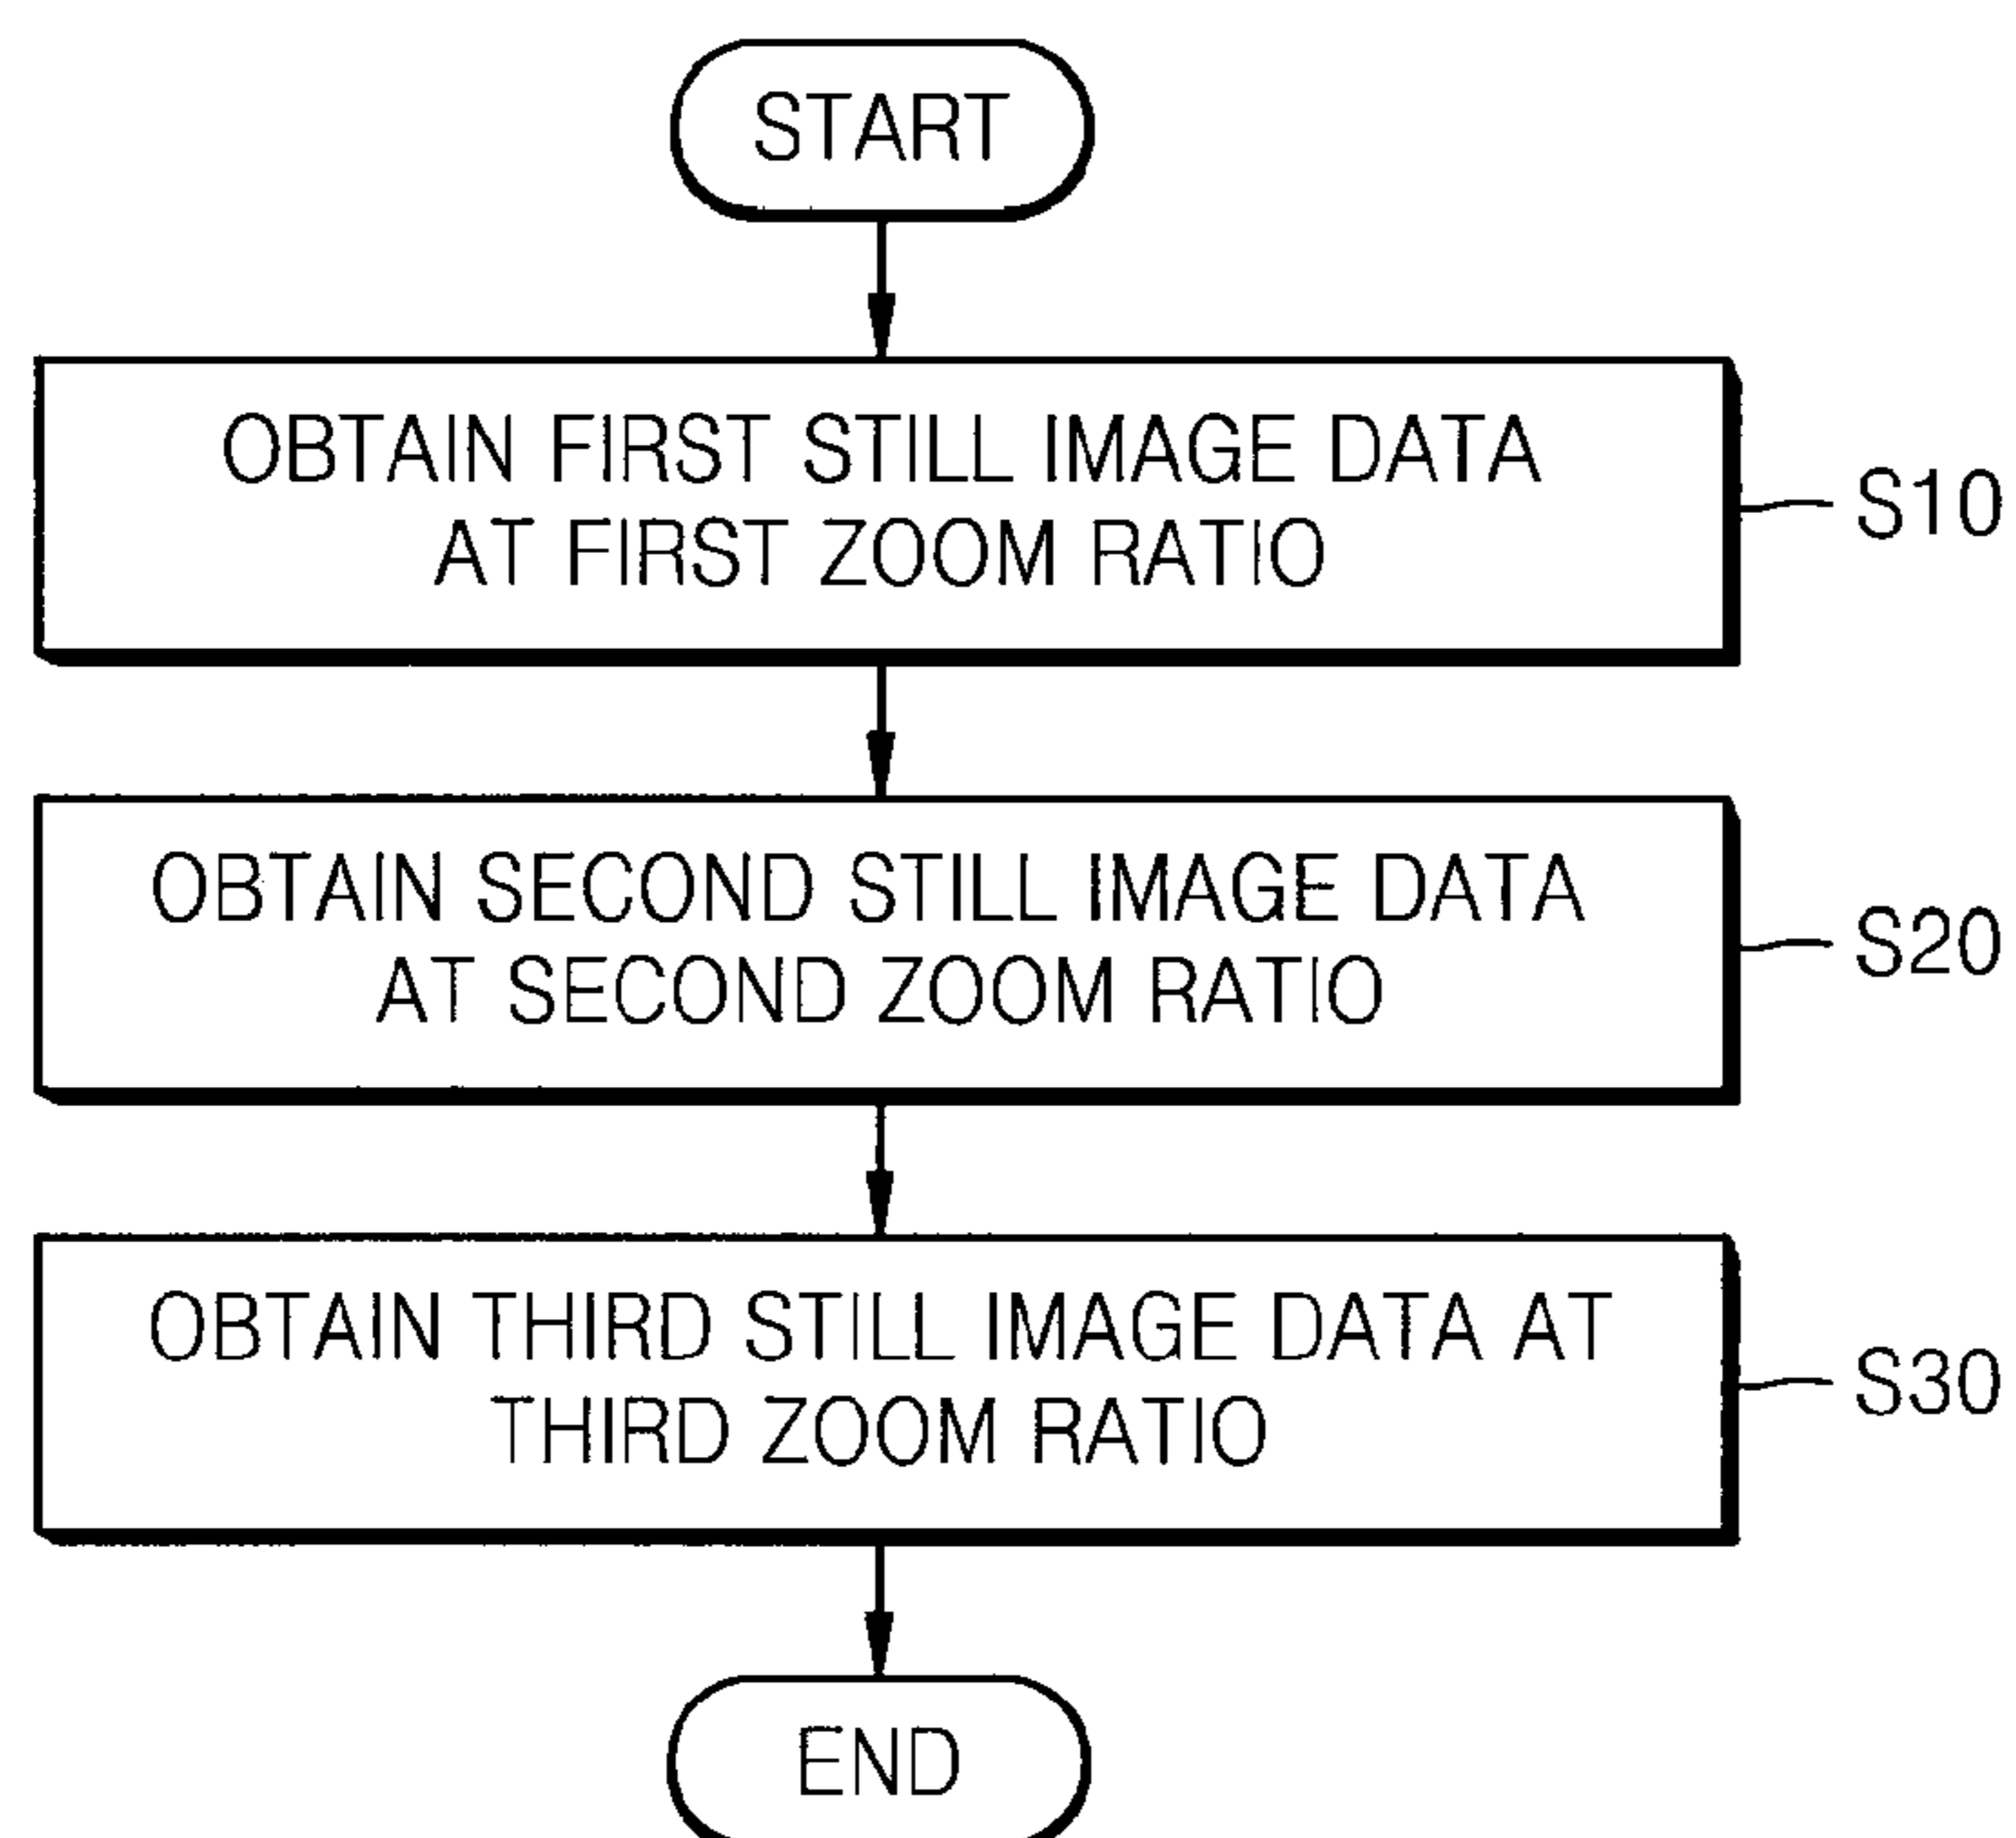 START
OBTAIN FIRST STILL IMAGE DATA
AT FIRST ZOOM RATIO
S10
OBTAIN SECOND STILL IMAGE DATA
AT SECOND ZOOM RATIO
S20
OBTAIN THIRD STILL IMAGE DATA AT
THIRD ZOOM RATIO
S30
END